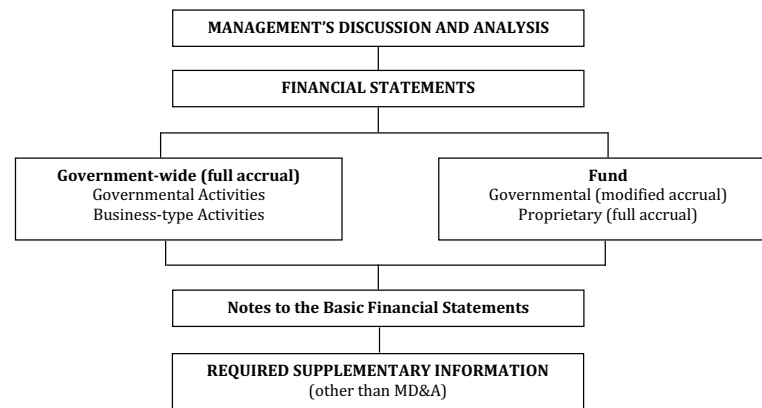 MANAGEMENT’S DISCUSSION AND ANALYSIS
FINANCIAL STATEMENTS
Government-wide (full accrual)
Governmental Activities
Business-type Activities
Fund
Governmental (modified accrual)
Proprietary (full accrual)
Notes to the Basic Financial Statements
REQUIRED SUPPLEMENTARY INFORMATION
(other than MD&A)